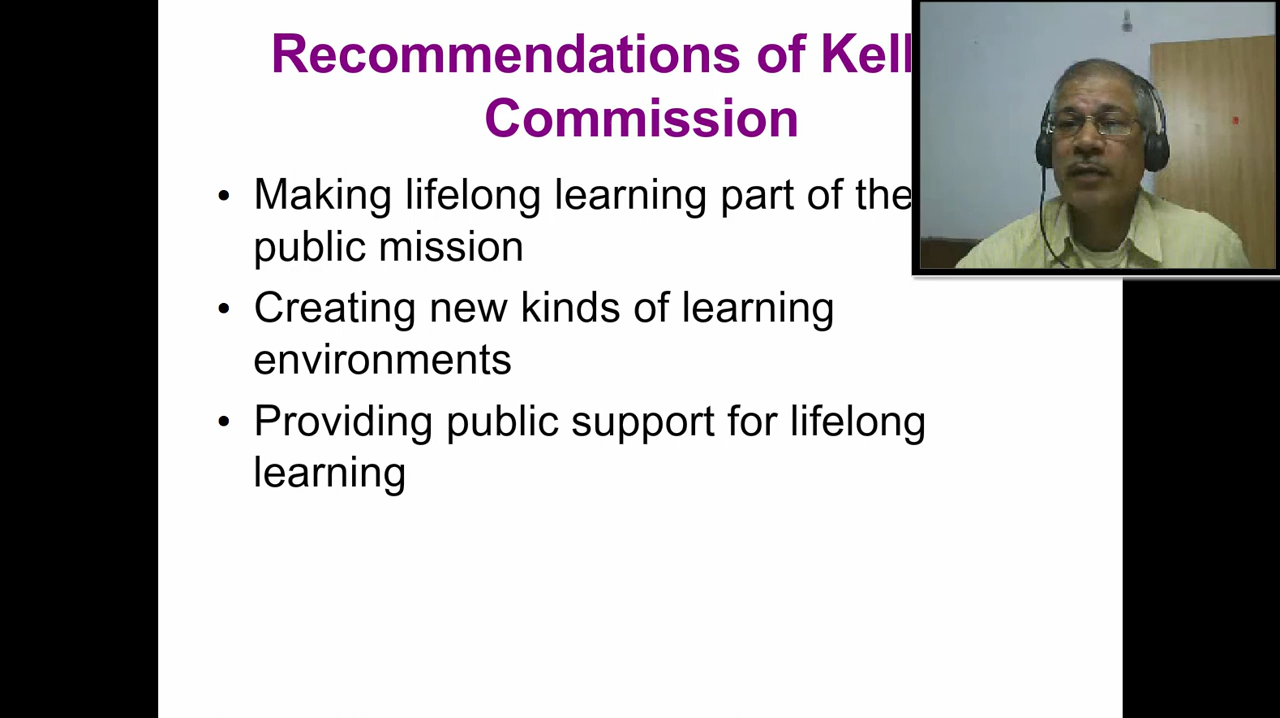 Recommendations of Kell
Commission
• Making lifelong learning part of the
public mission
• Creating new kinds of learning
environments
• Providing public support for lifelong
learning